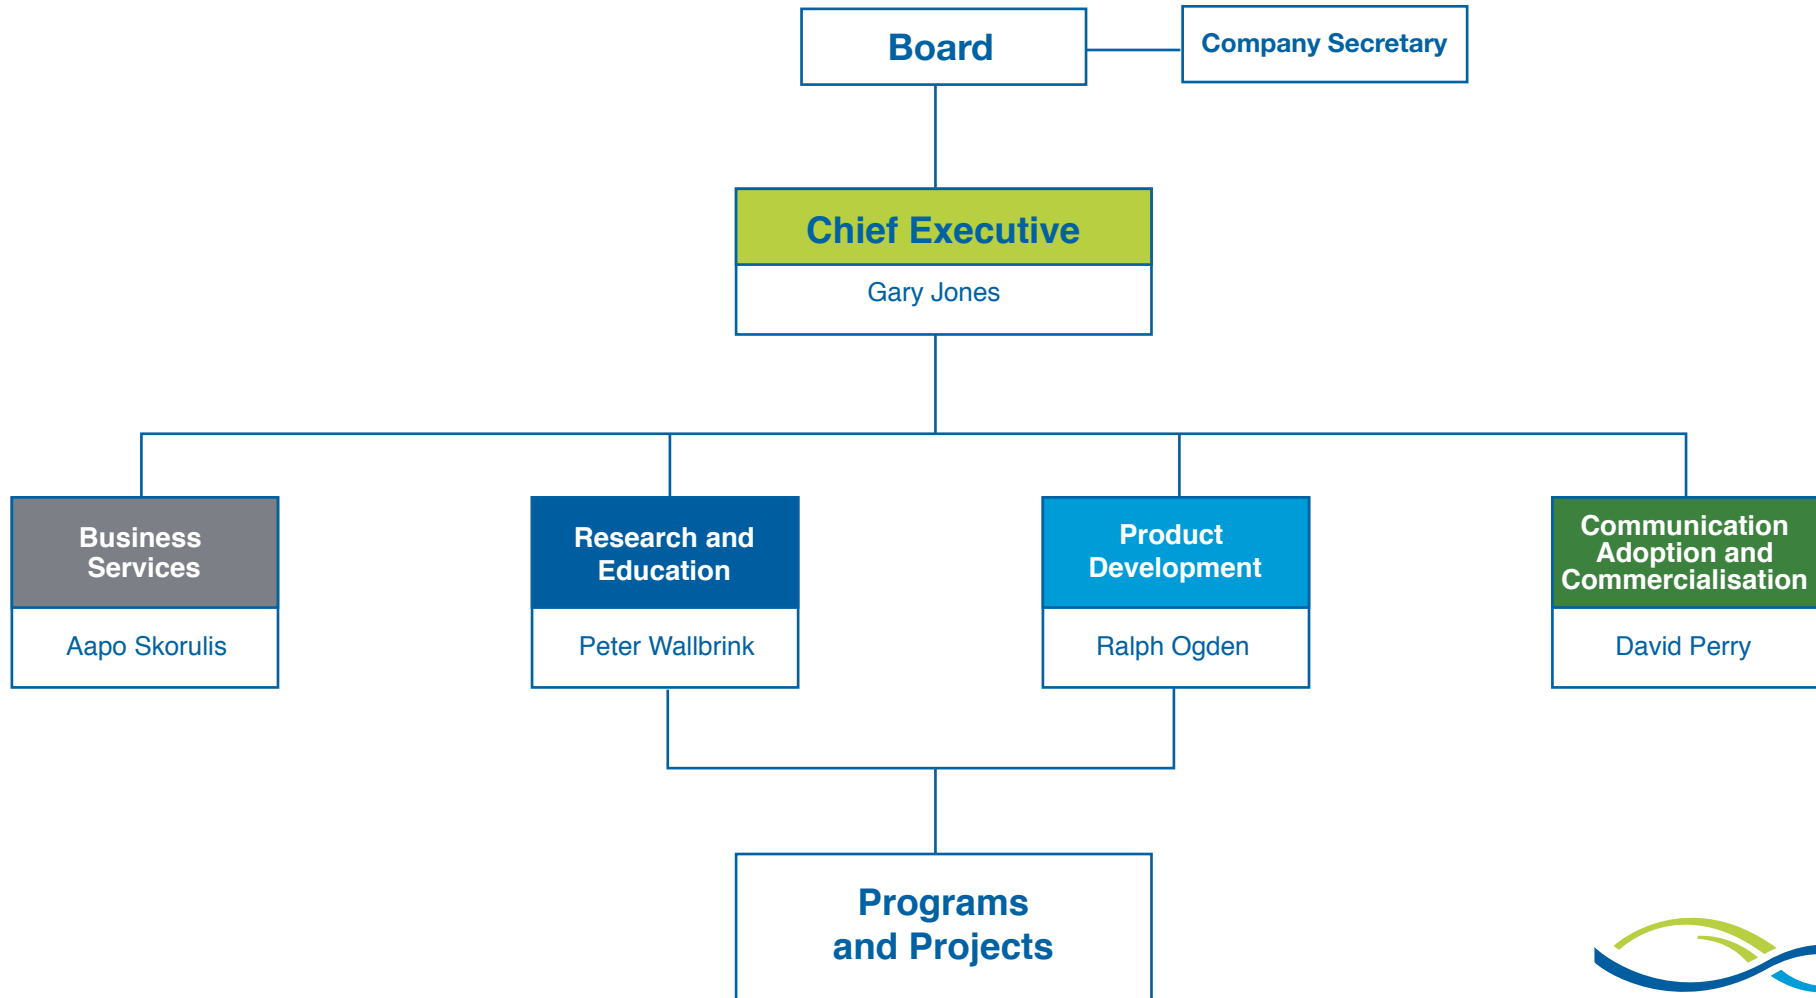 Board
Company Secretary
Chief Executive
Gary Jones
Business
Services
Aapo Skorulis
Research and
Education
Peter Wallbrink
Product
Development
Ralph Ogden
Communication
Adoption and
Commercialisation
David Perry
Programs
and Projects